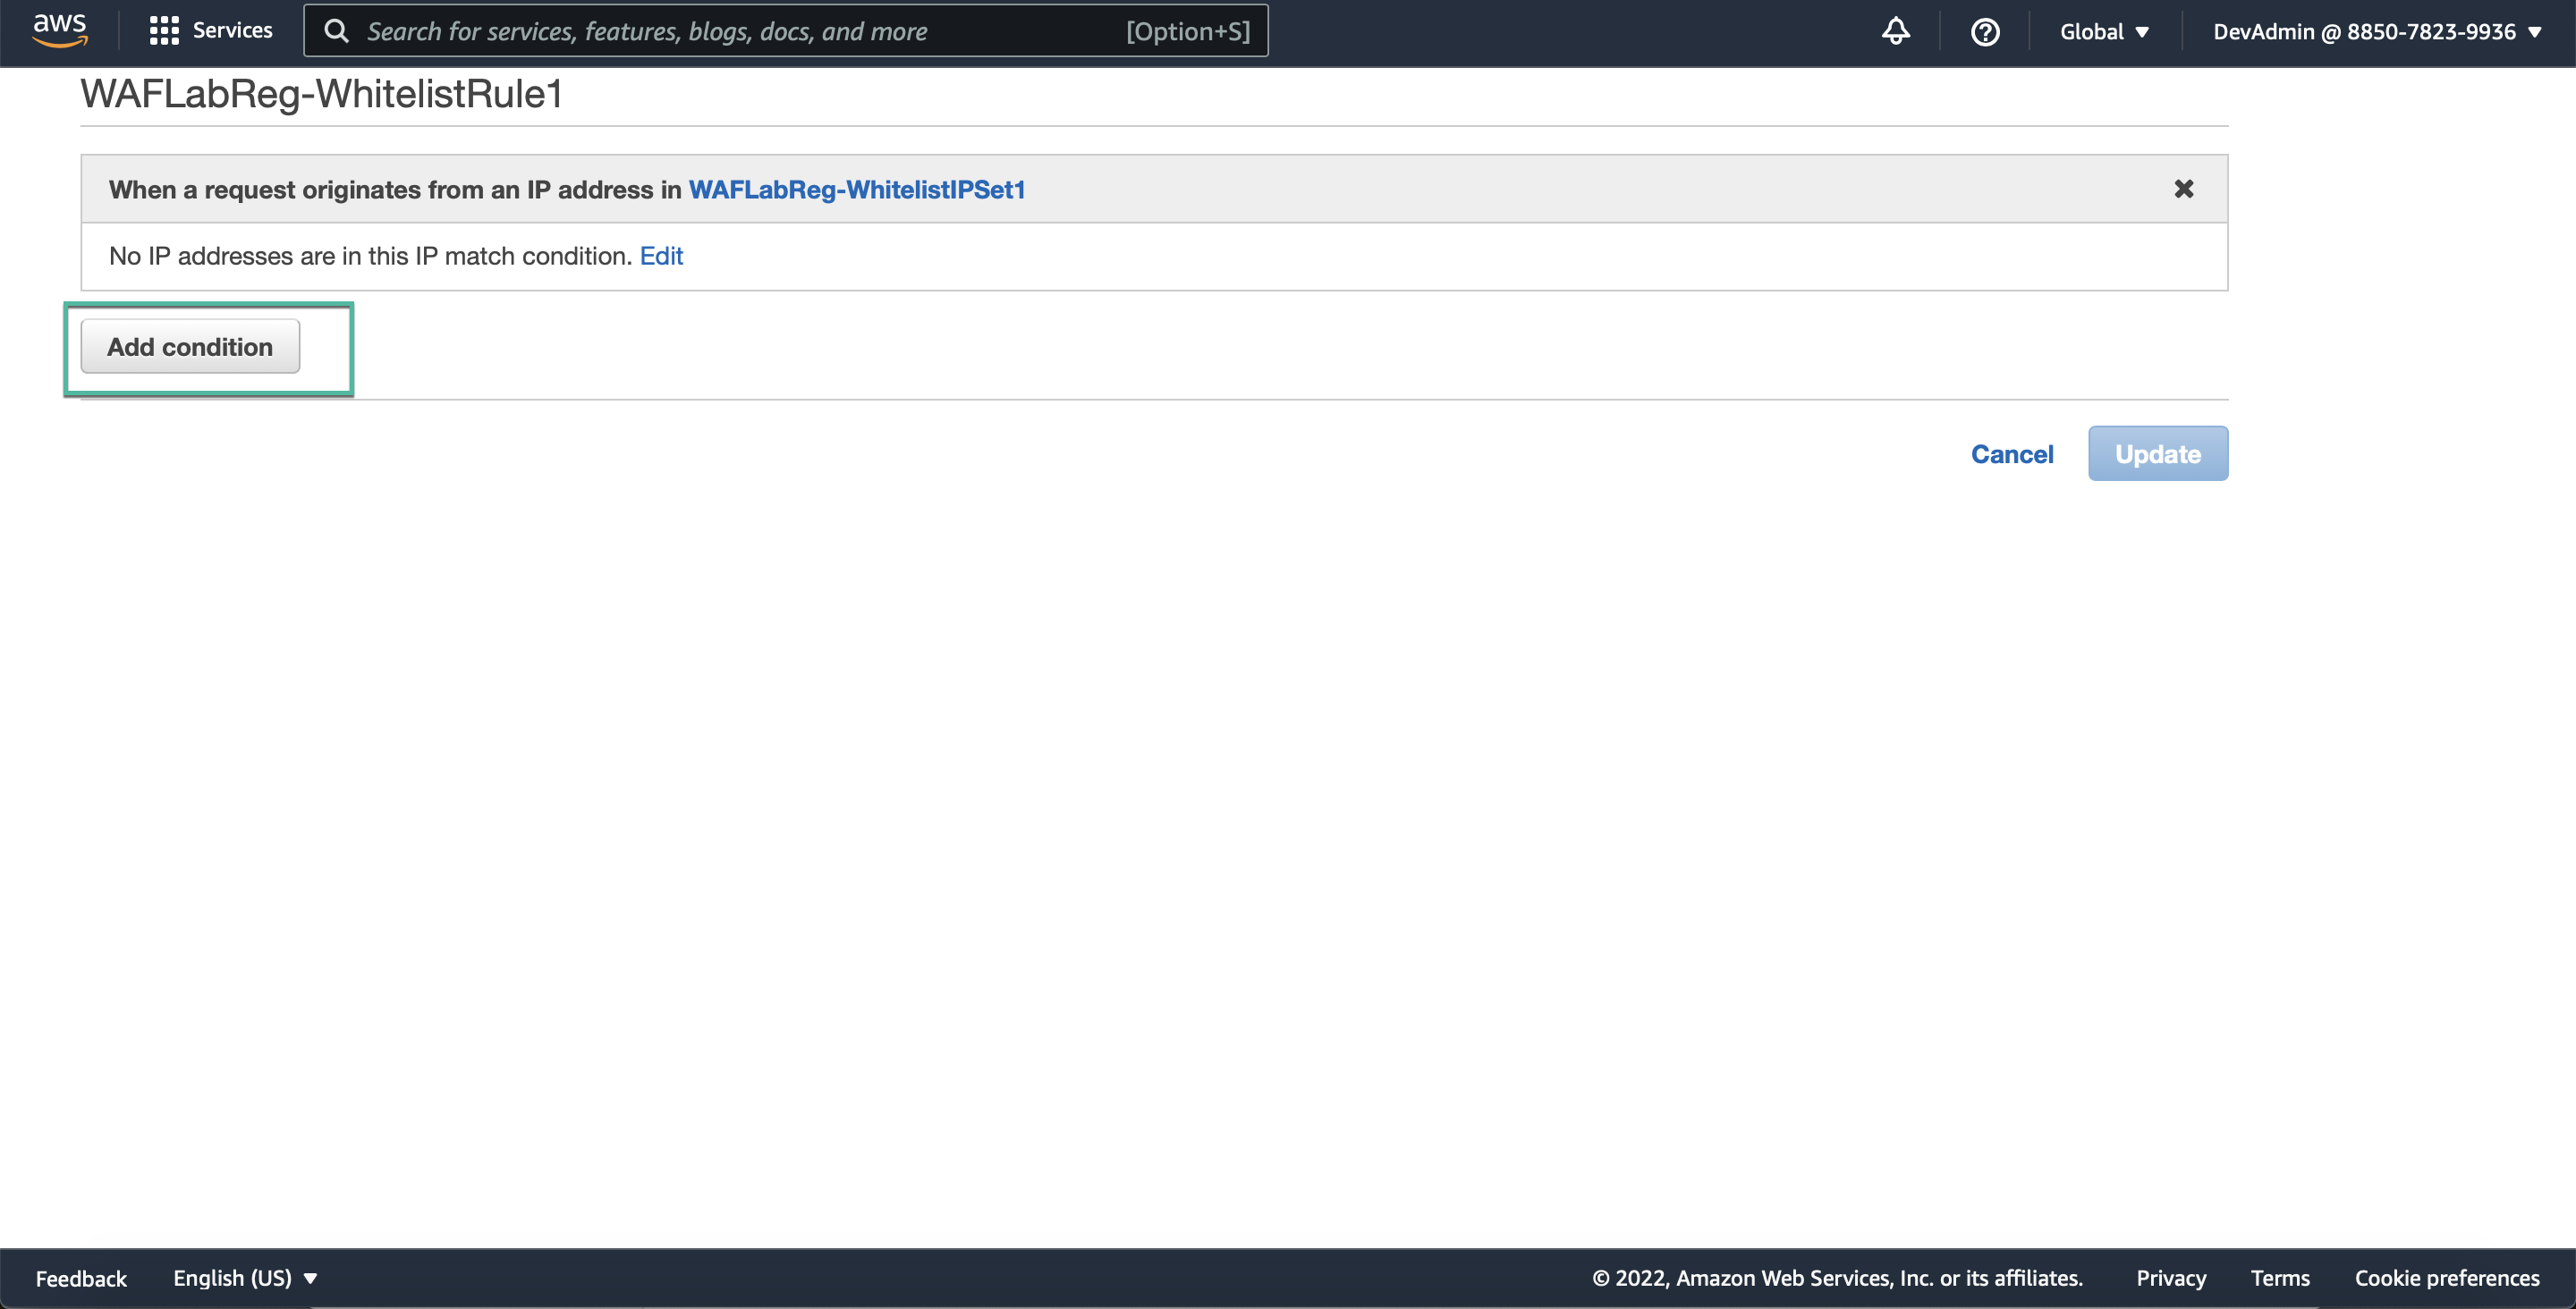 aws Services Search for services, features, blogs, docs, and more [Option+S] Global DevAdmin @ 8850-7823-9936
WAFLabReg-WhitelistRule1
When a request originates from an IP address in WAFLabReg-WhitelistIPSet1
No IP addresses are in this IP match condition. Edit
Add condition
Cancel Update
Feedback English (US) © 2022, Amazon Web Services, Inc. or its affiliates. Privacy Terms Cookie preferences